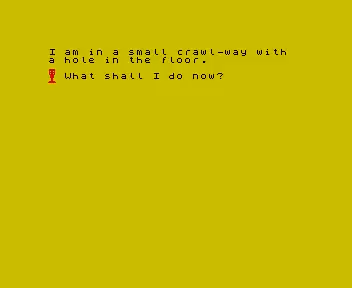 I am in a small crawl-way with
a hole in the floor.
What shall I do now?